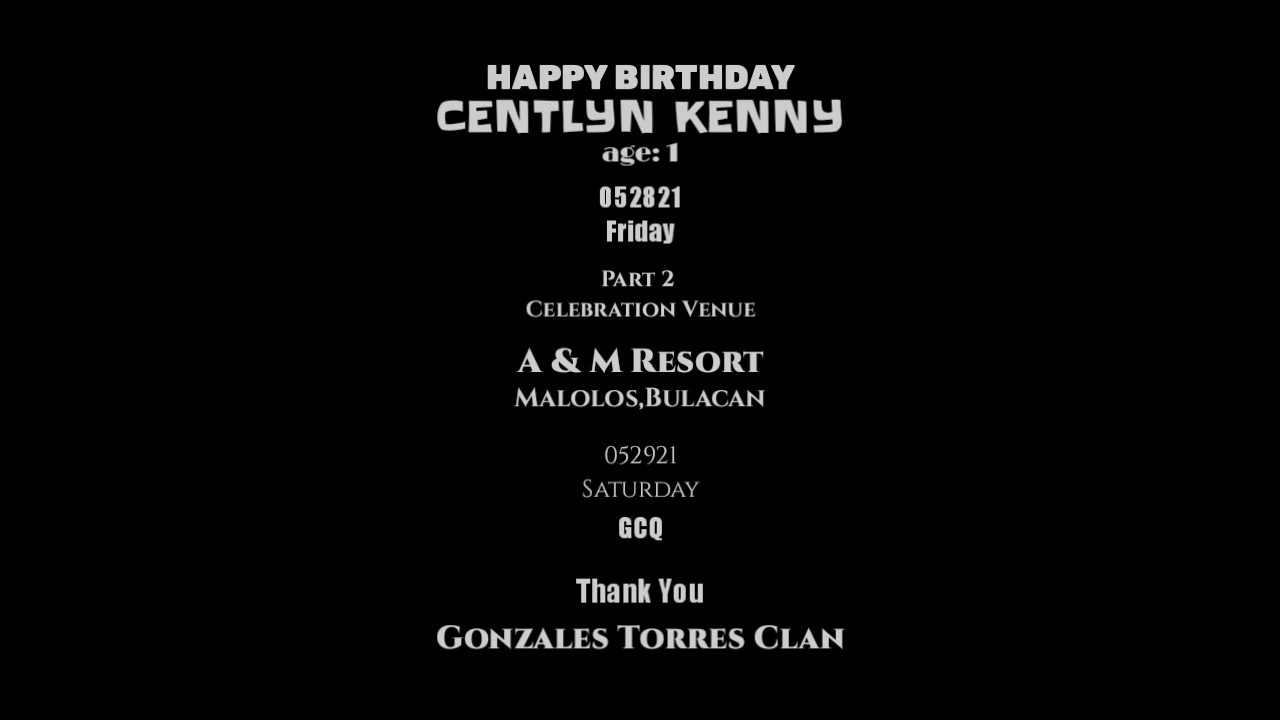 HAPPY BIRTHDAY
CENTLYN KENNY
age: 1
052821
Friday
Part 2
Celebration Venue
A & M Resort
Malolos,Bulacan
052921
Saturday
GCQ
Thank You
Gonzales Torres Clan